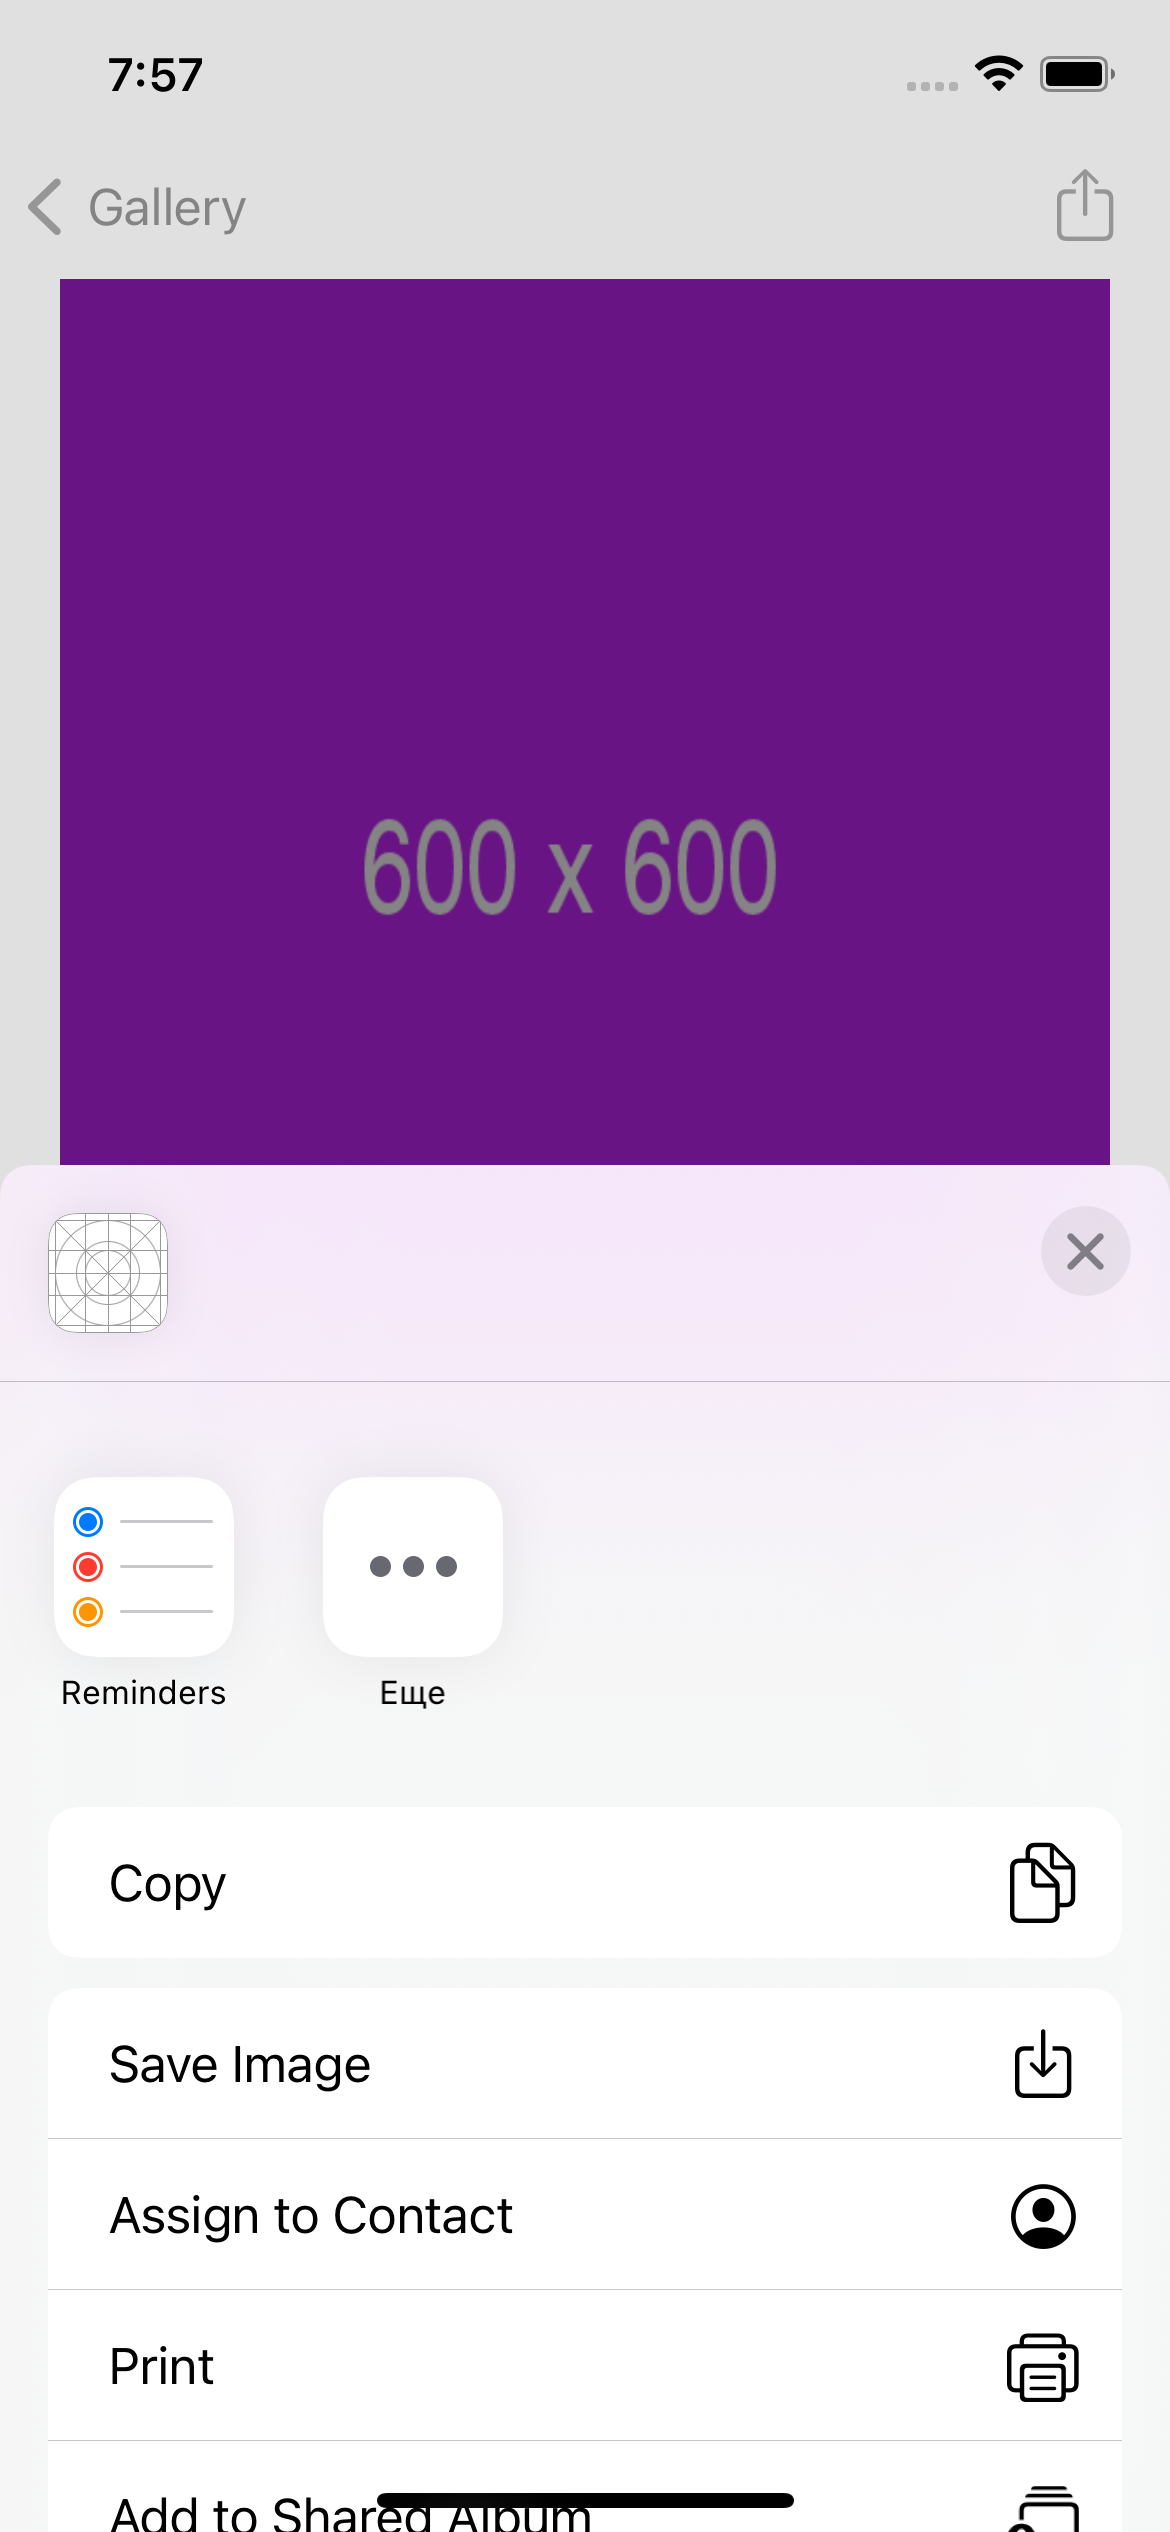 7:57
Gallery
600 x 600
Reminders
Еще
Copy
Save Image
Assign to Contact
Print
Add to Shared Album